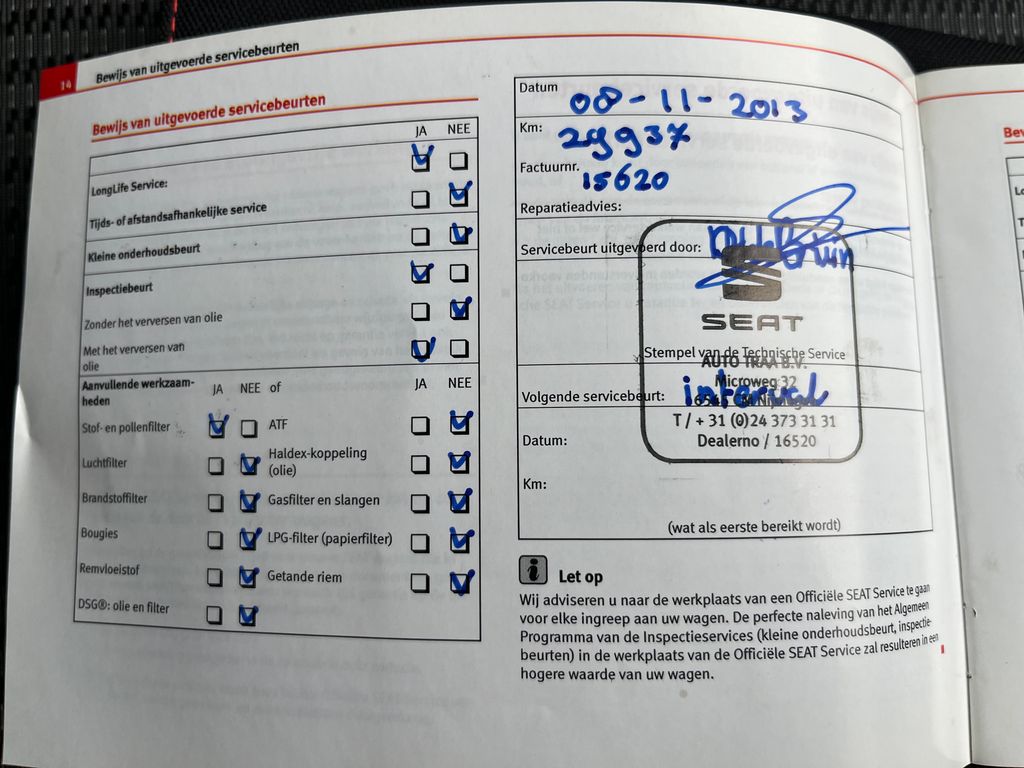 14
Bewijs van uitgevoerde servicebeurten
Bewijs van uitgevoerde servicebeurten
JA NEE
LongLife Service:
Tijds- of afstandsafhankelijke service
Kleine onderhoudsbeurt
Inspectiebeurt
Zonder het verversen van olie
Met het verversen van
olie
Aanvullende werkzaam-
heden
JA NEE of JA NEE
Stof- en pollenfilter ATF
Luchtfilter Haldex-koppeling
(olie)
Brandstoffilter Gasfilter en slangen
Bougies LPG-filter (papierfilter)
Remvloeistof Getande riem
DSG®: olie en filter
Datum 08-11-2013
Km: 29937
Factuurnr. 15620
Reparatieadvies:
Servicebeurt uitgevoerd door:
SEAT
Stempel van de Technische Service
AUTO TRAA B.V.
Microweg 32
Volgende servicebeurt: interval
T / + 31 (0)24 373 31 31
Dealerno / 16520
Datum:
Km:
(wat als eerste bereikt wordt)
i Let op
Wij adviseren u naar de werkplaats van een Officiële SEAT Service te gaan
voor elke ingreep aan uw wagen. De perfecte naleving van het Algemeen
Programma van de Inspectieservices (kleine onderhoudsbeurt, inspectie-
beurten) in de werkplaats van de Officiële SEAT Service zal resulteren in een
hogere waarde van uw wagen.